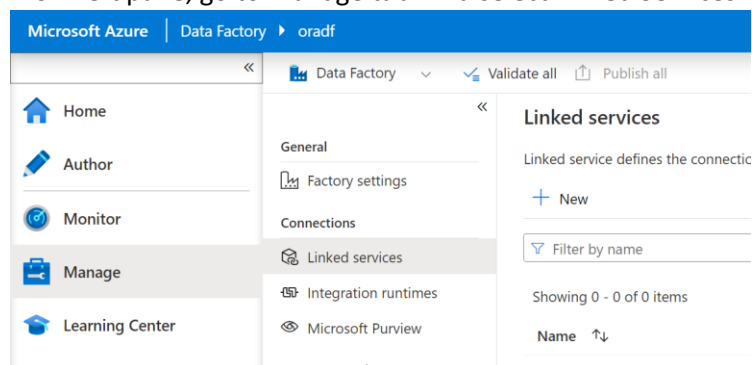 Microsoft Azure | Data Factory ▸ oradf
«
Data Factory
Validate all
Publish all
Home
Author
Monitor
Manage
Learning Center
«
General
Factory settings
Connections
Linked services
Integration runtimes
Microsoft Purview
Linked services
Linked service defines the
+ New
Filter by name
Showing 0 - 0 of 0 items
Name ↑↓